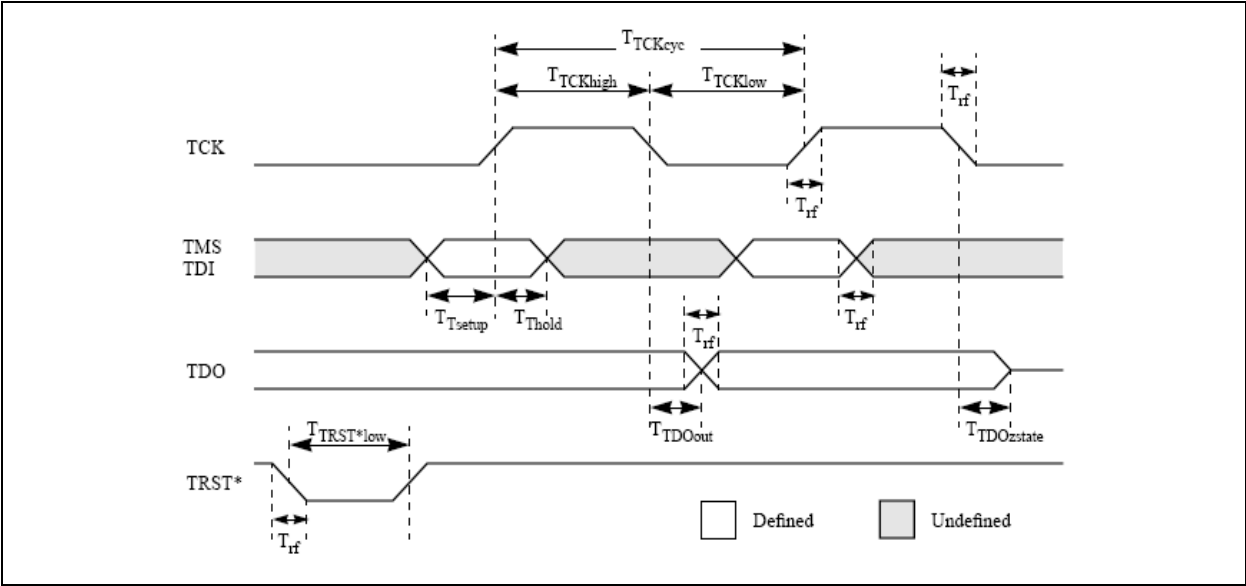 TTCKcyc
TTCKhigh
TTCKlow
Trf
TCK
Trf
TMS
TDI
TTsetup
TThold
Trf
Trf
TDO
TTDOout
TTDOzstate
TTRST*low
TRST*
Trf
Defined
Undefined